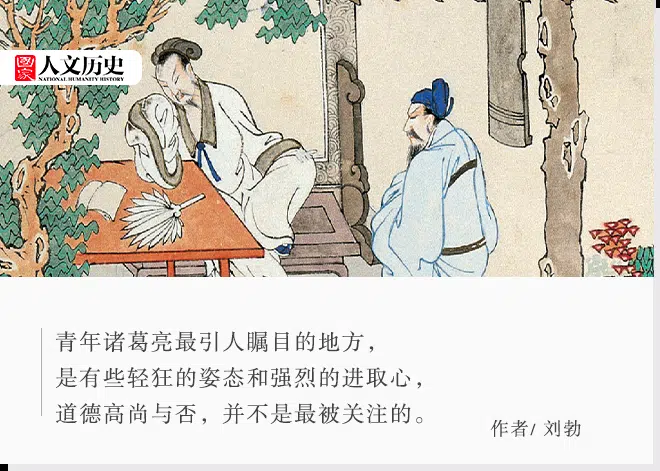 國家人文历史
NATIONAL HUMANITY HISTORY
青年诸葛亮最引人瞩目的地方，
是有些轻狂的姿态和强烈的进取心，
道德高尚与否，并不是最被关注的。
作者/ 刘勃